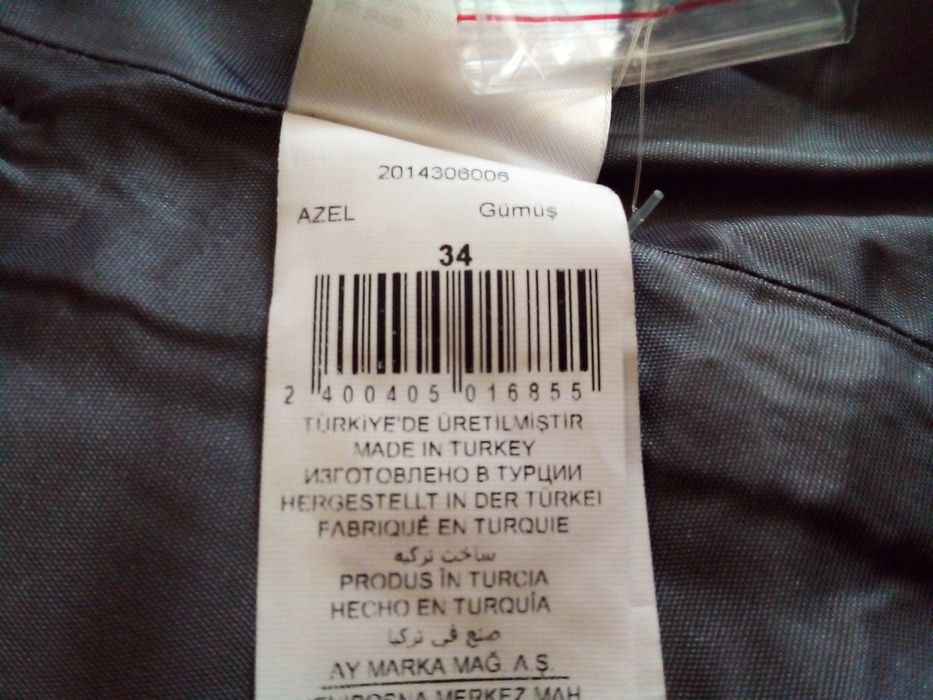 2014306006
AZEL Gümüş
34
2 400405 016855
TÜRKİYE'DE ÜRETİLMİŞTİR
MADE IN TURKEY
ИЗГОТОВЛЕНО В ТУРЦИИ
HERGESTELLT IN DER TÜRKEI
FABRIQUÉ EN TURQUIE
ساخت ترکیه
PRODUS ÎN TURCIA
HECHO EN TURQUÍA
صنع في تركيا
AY MARKA MAĞ. A.Ş.
MERKEZ MAH